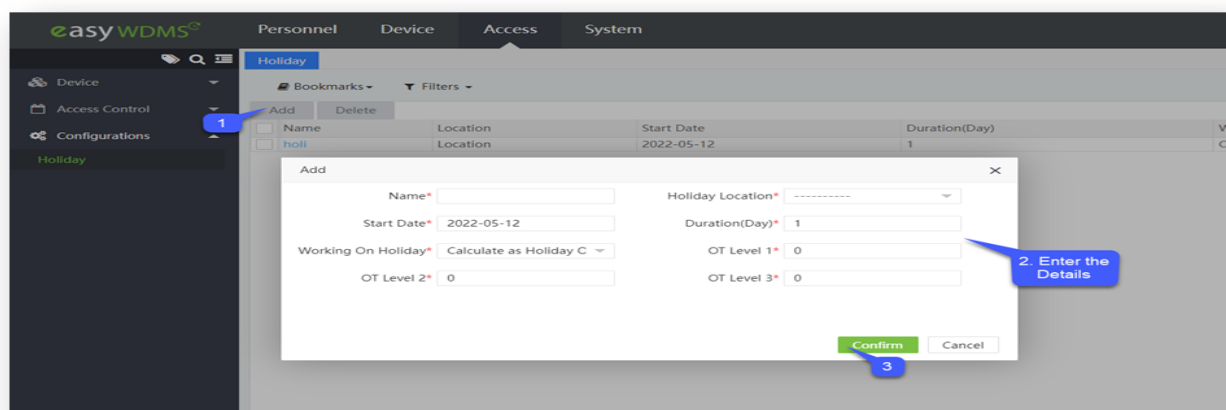 easy WDMS Personnel Device Access System
Holiday
Device
Bookmarks Filters
Access Control
Add Delete
1
Configurations
Name Location Start Date Duration(Day) W
holi Location 2022-05-12 1 C
Holiday
Add ×
Name* Holiday Location* ----------
Start Date* 2022-05-12 Duration(Day)* 1
Working On Holiday* Calculate as Holiday C OT Level 1* 0
2. Enter the
Details
OT Level 2* 0 OT Level 3* 0
Confirm Cancel
3